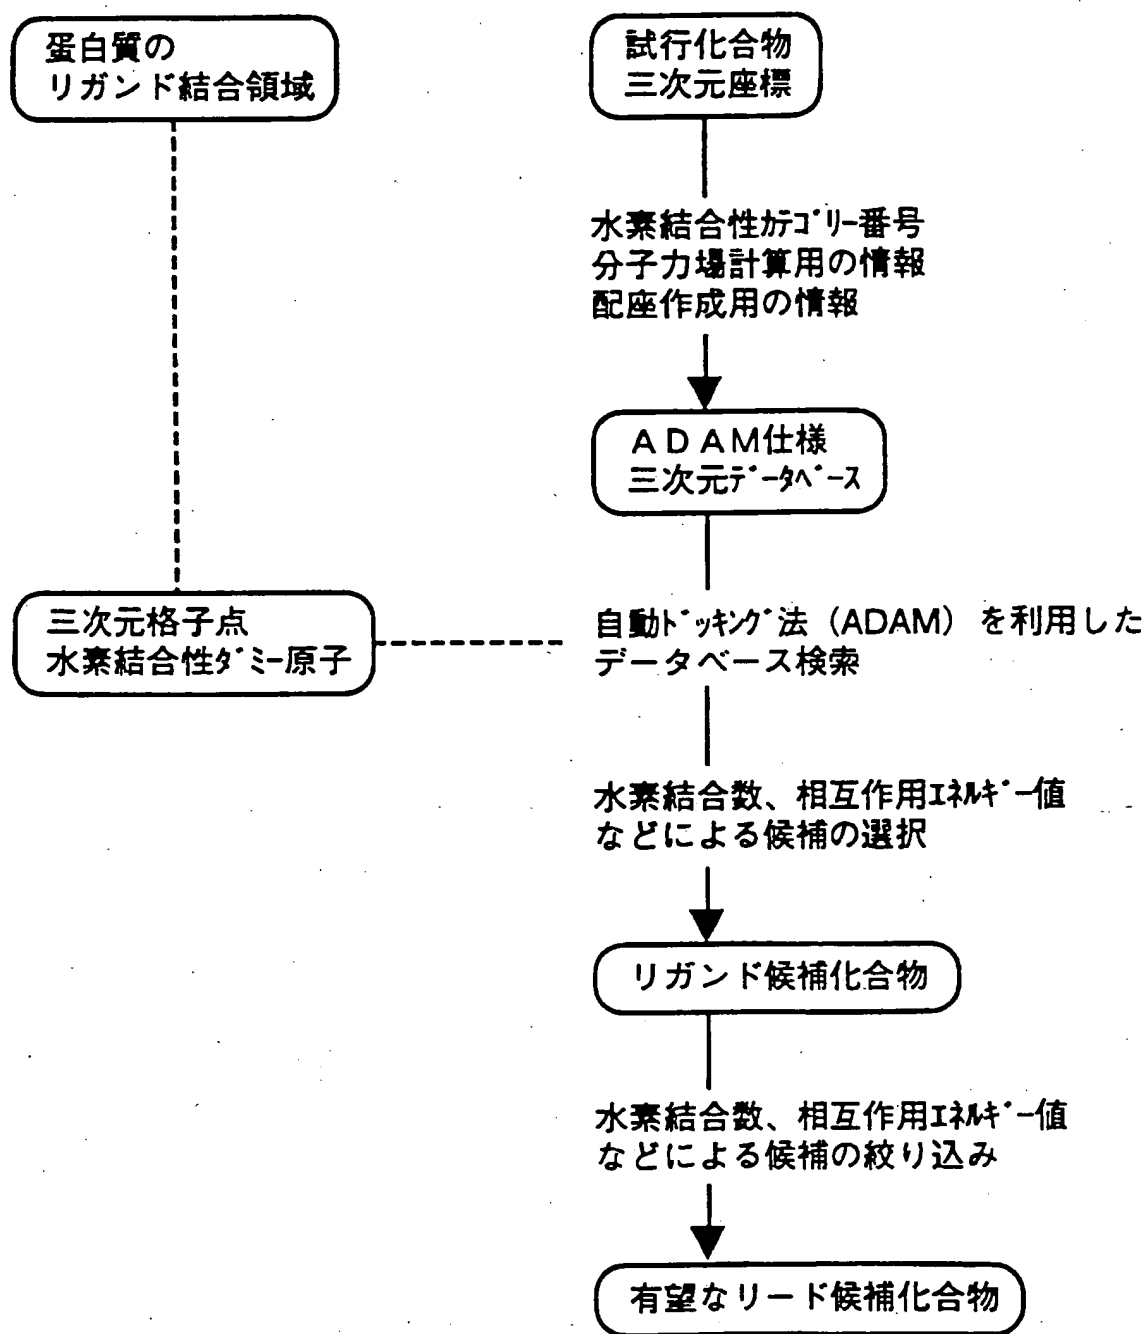 蛋白質の
リガンド結合領域
試行化合物
三次元座標
水素結合性ｶﾃｺﾞﾘｰ番号
分子力場計算用の情報
配座作成用の情報
ＡＤＡＭ仕様
三次元ﾃﾞｰﾀﾍﾞｰｽ
三次元格子点
水素結合性ﾀﾞﾐｰ原子
自動ﾄﾞｯｷﾝｸﾞ法（ADAM）を利用した
データベース検索
水素結合数、相互作用ｴﾈﾙｷﾞｰ値
などによる候補の選択
リガンド候補化合物
水素結合数、相互作用ｴﾈﾙｷﾞｰ値
などによる候補の絞り込み
有望なリード候補化合物